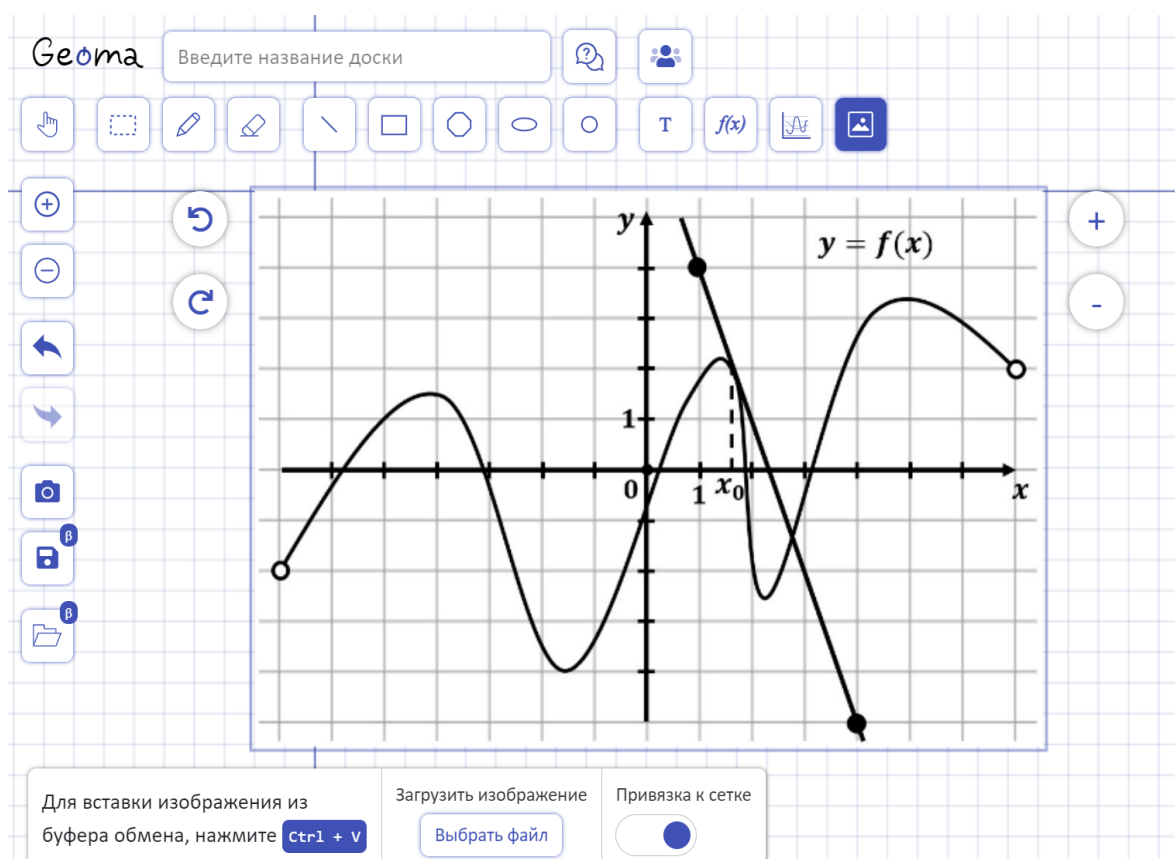 Geoma
Введите название доски
T
f(x)
+
-
β
β
y
y = f(x)
1
0
1
x₀
x
Для вставки изображения из
буфера обмена, нажмите Ctrl + V
Загрузить изображение
Выбрать файл
Привязка к сетке